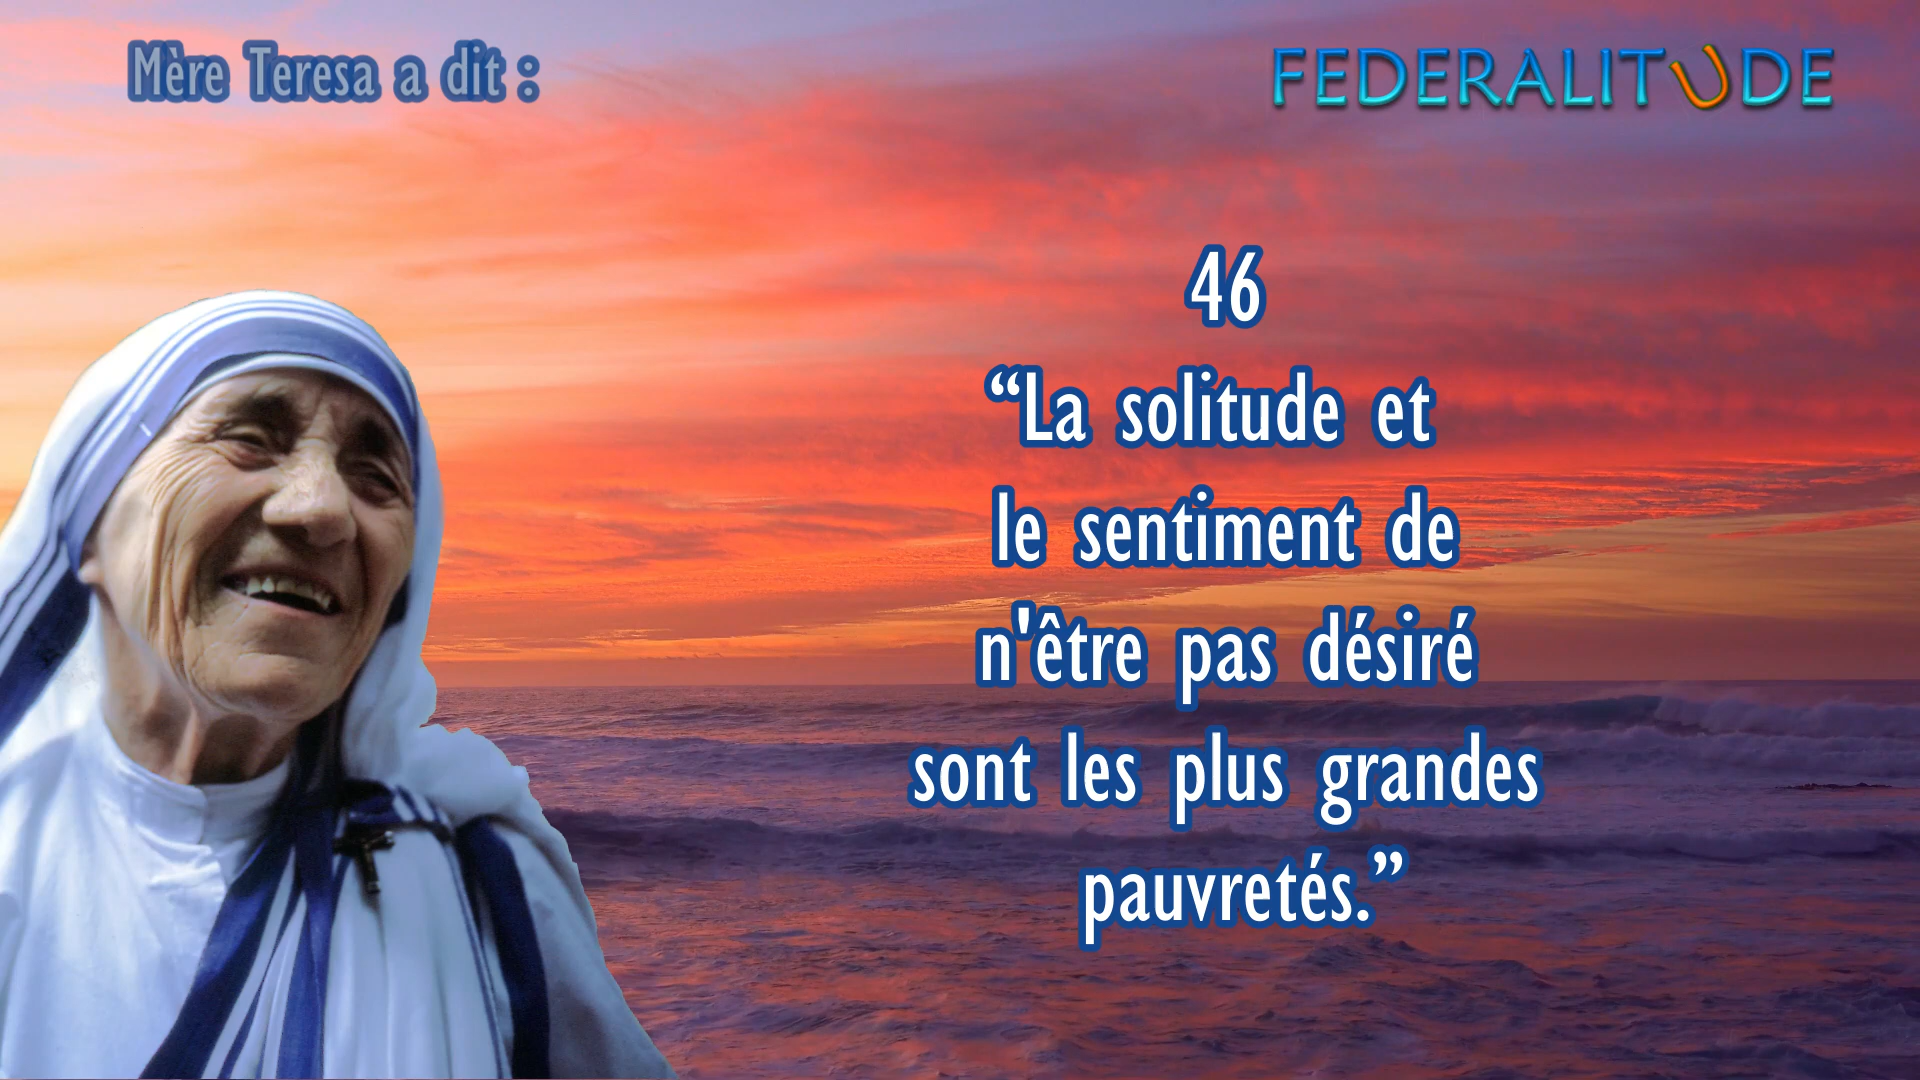 Mère Teresa a dit :
FEDERALITUDE
46
“La solitude et
le sentiment de
n'être pas désiré
sont les plus grandes
pauvretés.”